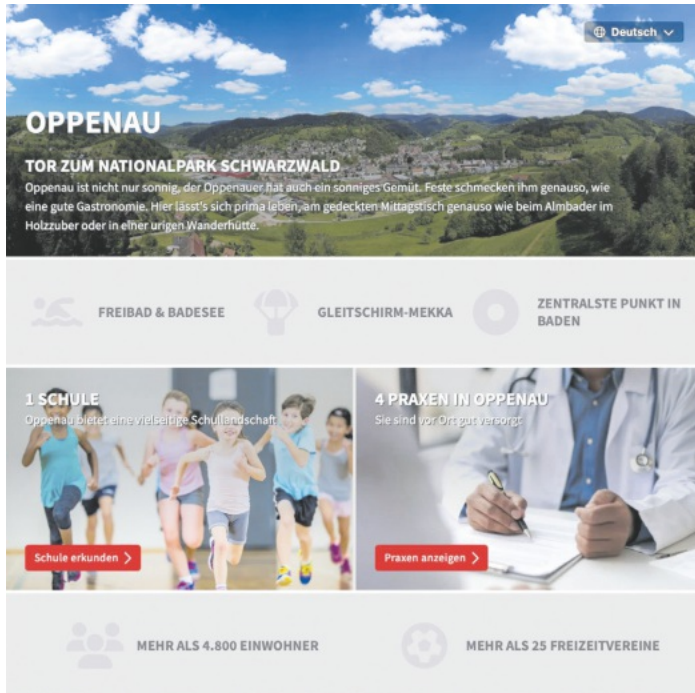 Deutsch
OPPENAU
TOR ZUM NATIONALPARK SCHWARZWALD
Oppenau ist nicht nur sonnig, der Oppenauer hat auch ein sonniges Gemüt. Feste schmecken ihm genauso, wie
eine gute Gastronomie. Hier lässt's sich prima leben, am gedeckten Mittagstisch genauso wie beim Almbader im
Holzzuber oder in einer urigen Wanderhütte.
FREIBAD & BADESEE
GLEITSCHIRM-MEKKA
ZENTRALSTE PUNKT IN
BADEN
1 SCHULE
Oppenau bietet eine vielseitige Schullandschaft
Schule erkunden
4 PRAXEN IN OPPENAU
Sie sind vor Ort gut versorgt
Praxen anzeigen
MEHR ALS 4.800 EINWOHNER
MEHR ALS 25 FREIZEITVEREINE